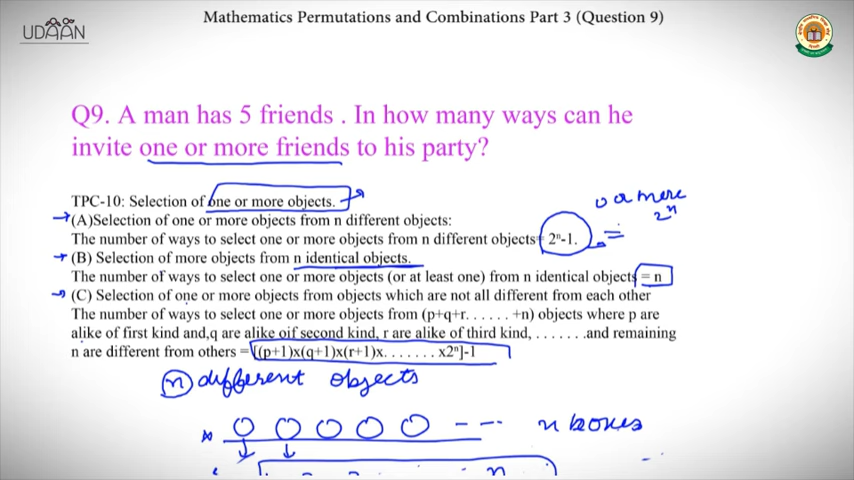 Mathematics Permutations and Combinations Part 3 (Question 9)
UDAAN
Q9. A man has 5 friends . In how many ways can he
invite one or more friends to his party?
0 or more
2ⁿ
TPC-10: Selection of one or more objects.
(A)Selection of one or more objects from n different objects:
The number of ways to select one or more objects from n different objects= 2ⁿ-1. =
(B) Selection of more objects from n identical objects.
The number of ways to select one or more objects (or at least one) from n identical objects = n
(C) Selection of one or more objects from objects which are not all different from each other
The number of ways to select one or more objects from (p+q+r. . . . . . +n) objects where p are
alike of first kind and,q are alike oif second kind, r are alike of third kind, . . . . . . .and remaining
n are different from others = [(p+1)x(q+1)x(r+1)x. . . . . . . x2ⁿ]-1
n different objects
n boxes
n